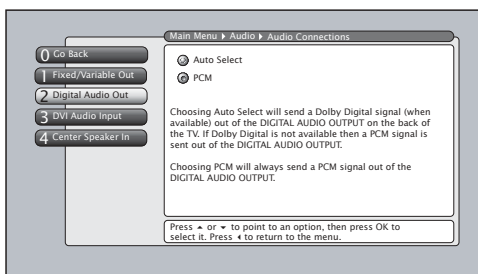 Main Menu ▸ Audio ▸ Audio Connections
0 Go Back
1 Fixed/Variable Out
2 Digital Audio Out
3 DVI Audio Input
4 Center Speaker In
Auto Select
PCM
Choosing Auto Select will send a Dolby Digital signal (when
available) out of the DIGITAL AUDIO OUTPUT on the back of
the TV. If Dolby Digital is not available then a PCM signal is
sent out of the DIGITAL AUDIO OUTPUT.
Choosing PCM will always send a PCM signal out of the
DIGITAL AUDIO OUTPUT.
Press ▴ or ▾ to point to an option, then press OK to
select it. Press ◂ to return to the menu.